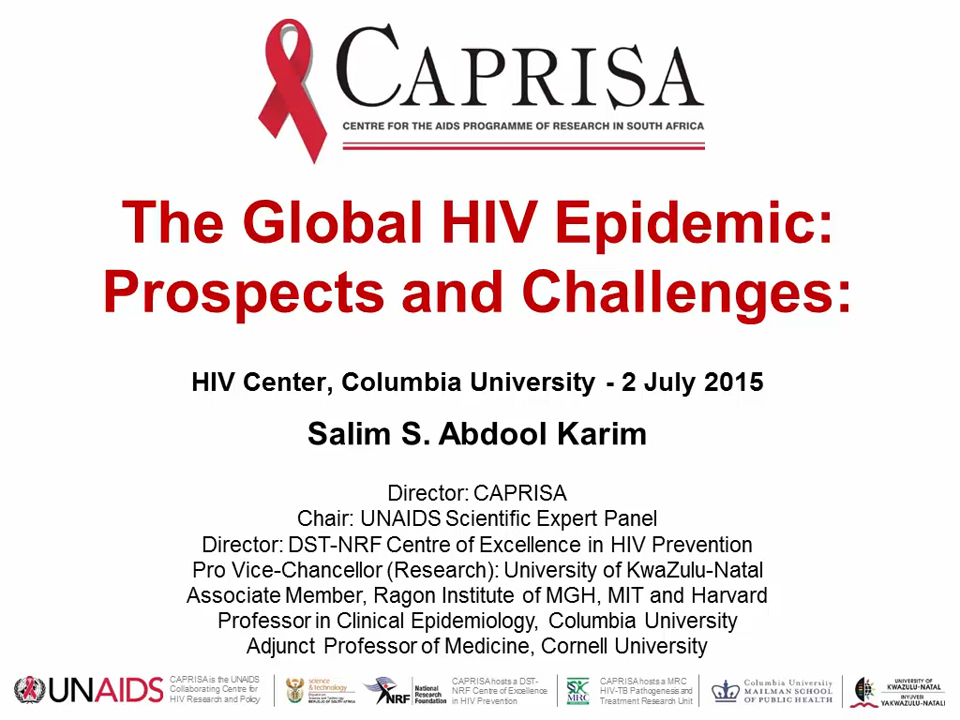 CAPRISA
CENTRE FOR THE AIDS PROGRAMME OF RESEARCH IN SOUTH AFRICA
The Global HIV Epidemic:
Prospects and Challenges:
HIV Center, Columbia University - 2 July 2015
Salim S. Abdool Karim
Director: CAPRISA
Chair: UNAIDS Scientific Expert Panel
Director: DST-NRF Centre of Excellence in HIV Prevention
Pro Vice-Chancellor (Research): University of KwaZulu-Natal
Associate Member, Ragon Institute of MGH, MIT and Harvard
Professor in Clinical Epidemiology, Columbia University
Adjunct Professor of Medicine, Cornell University
UNAIDS
CAPRISA is the UNAIDS
Collaborating Centre for
HIV Research and Policy
science
& technology
REPUBLIC OF SOUTH AFRICA
NRF
National
Research
Foundation
CAPRISA hosts a DST-
NRF Centre of Excellence
in HIV Prevention
MRC
CAPRISA hosts a MRC
HIV-TB Pathogenesis and
Treatment Research Unit
Columbia University
MAILMAN SCHOOL
OF PUBLIC HEALTH
UNIVERSITY OF
KWAZULU-NATAL
INYUVESI
YAKWAZULU-NATALI